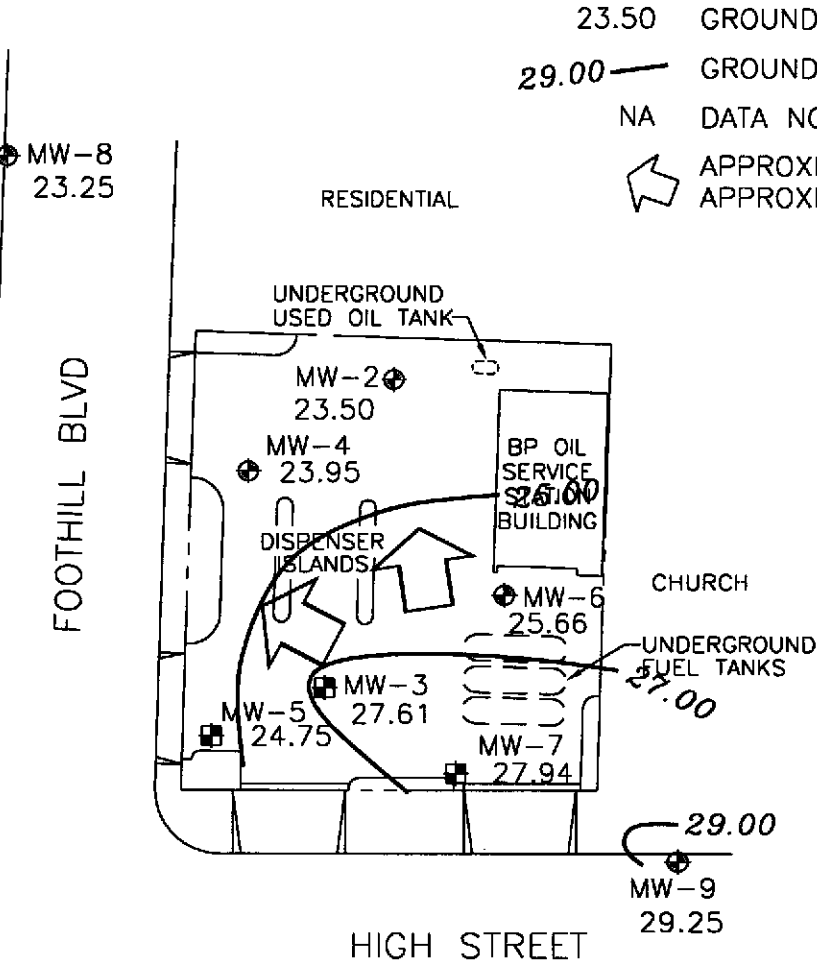 23.50 GROUND
29.00 GROUND
NA DATA NO
APPROXI
APPROXI
MW-8
23.25
RESIDENTIAL
UNDERGROUND
USED OIL TANK
MW-2
23.50
MW-4
23.95
FOOTHILL BLVD
BP OIL
SERVICE
STATION
BUILDING
25.00
DISPENSER
ISLANDS
MW-6
25.66
CHURCH
UNDERGROUND
FUEL TANKS
27.00
MW-3
27.61
MW-5
24.75
MW-7
27.94
29.00
MW-9
29.25
HIGH STREET